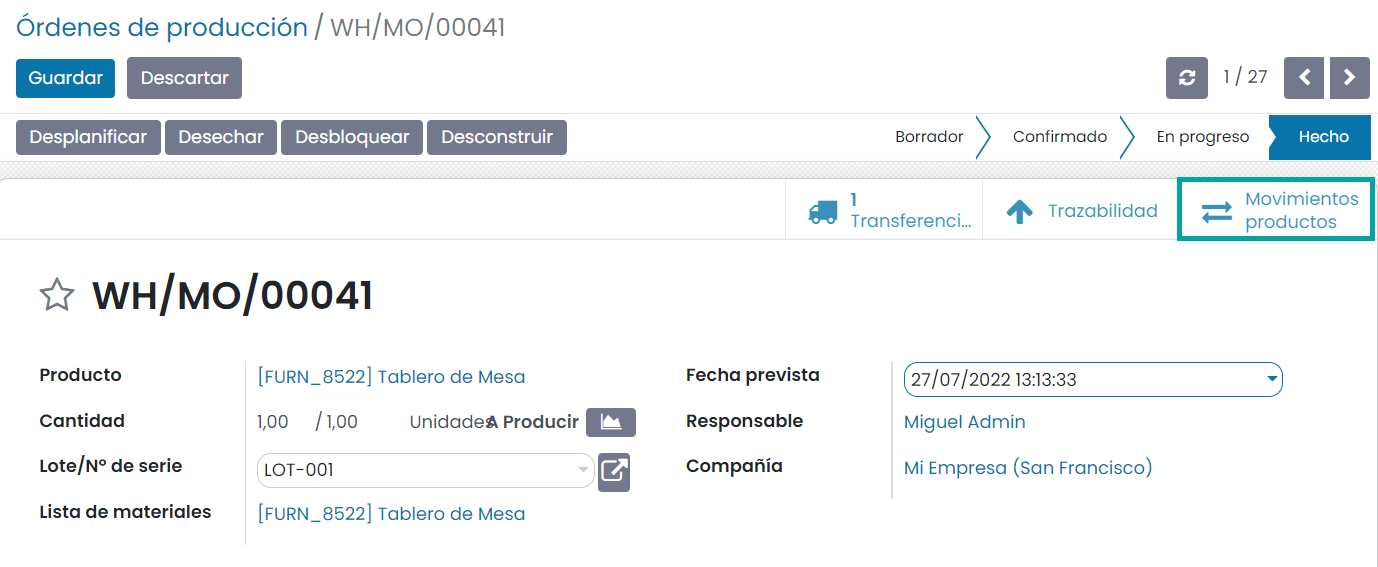 Órdenes de producción / WH/MO/00041
Guardar Descartar 1 / 27
Desplanificar Desechar Desbloquear Desconstruir Borrador Confirmado En progreso Hecho
1 Transferenci... Trazabilidad Movimientos productos
WH/MO/00041
Producto [FURN_8522] Tablero de Mesa Fecha prevista 27/07/2022 13:13:33
Cantidad 1,00 / 1,00 Unidades A Producir Responsable Miguel Admin
Lote/Nº de serie LOT-001 Compañía Mi Empresa (San Francisco)
Lista de materiales [FURN_8522] Tablero de Mesa